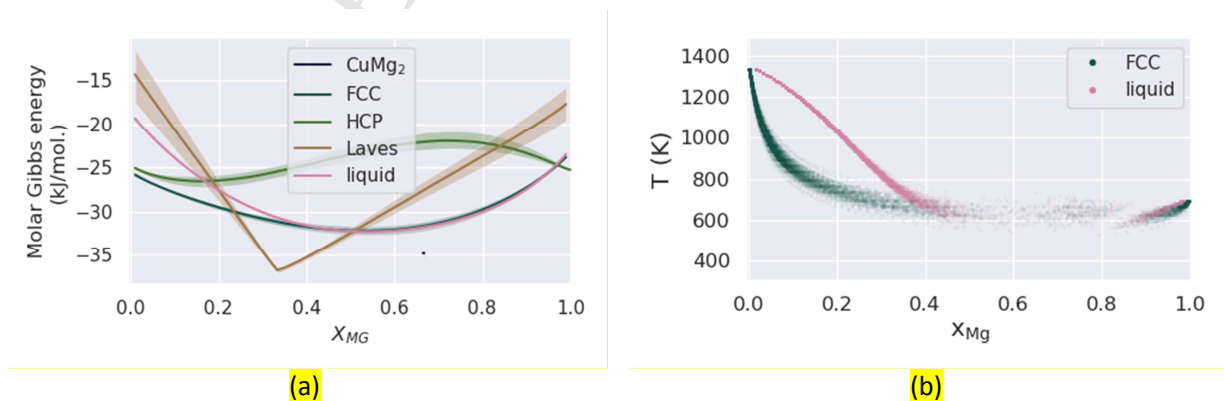 Molar Gibbs energy
(kJ/mol.)
−15
−20
−25
−30
−35
CuMg₂
FCC
HCP
Laves
liquid
0.0 0.2 0.4 0.6 0.8 1.0
X_MG
(a)
T (K)
1400
1200
1000
800
600
400
FCC
liquid
0.0 0.2 0.4 0.6 0.8 1.0
x_Mg
(b)